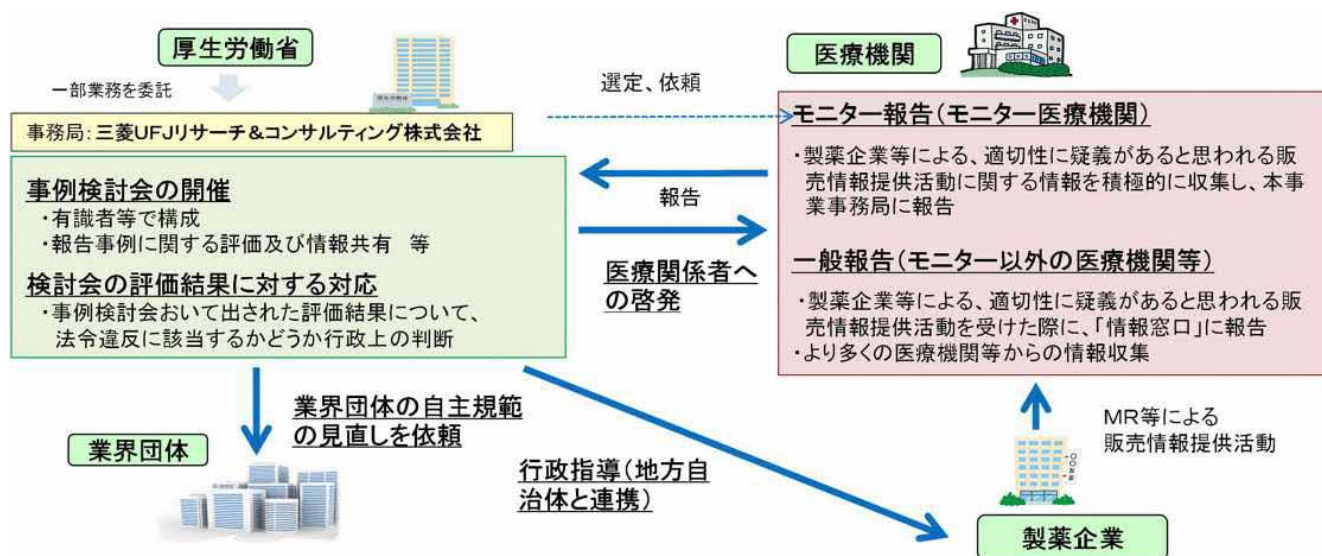 厚生労働省
一部業務を委託
厚生労働省
事務局：三菱UFJリサーチ＆コンサルティング株式会社
事例検討会の開催
・有識者等で構成
・報告事例に関する評価及び情報共有　等
検討会の評価結果に対する対応
・事例検討会おいて出された評価結果について、
法令違反に該当するかどうか行政上の判断
選定、依頼
報告
医療関係者へ
の啓発
医療機関
モニター報告（モニター医療機関）
・製薬企業等による、適切性に疑義があると思われる販
売情報提供活動に関する情報を積極的に収集し、本事
業事務局に報告
一般報告（モニター以外の医療機関等）
・製薬企業等による、適切性に疑義があると思われる販
売情報提供活動を受けた際に、「情報窓口」に報告
・より多くの医療機関等からの情報収集
業界団体の自主規範
の見直しを依頼
業界団体
行政指導（地方自
治体と連携）
MR等による
販売情報提供活動
製薬企業